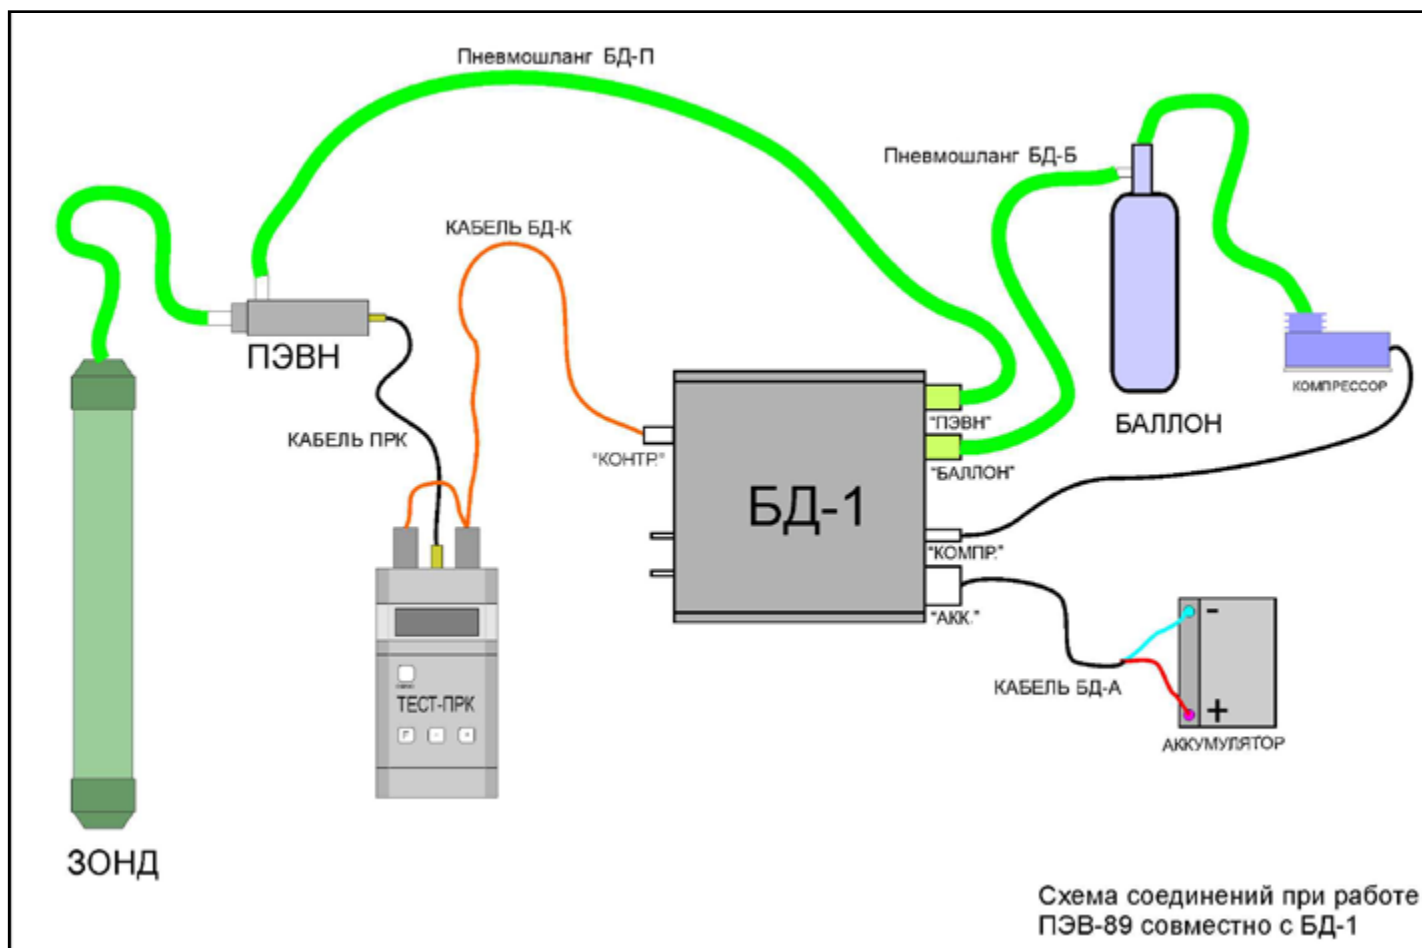 Пневмошланг БД-П
Пневмошланг БД-Б
КАБЕЛЬ БД-К
ПЭВН
КАБЕЛЬ ПРК
"КОНТР."
БД-1
"ПЭВН"
"БАЛЛОН"
"КОМПР."
"АКК."
БАЛЛОН
КОМПРЕССОР
КАБЕЛЬ БД-А
-
+
АККУМУЛЯТОР
ТЕСТ-ПРК
ЗОНД
Схема соединений при работе
ПЭВ-89 совместно с БД-1